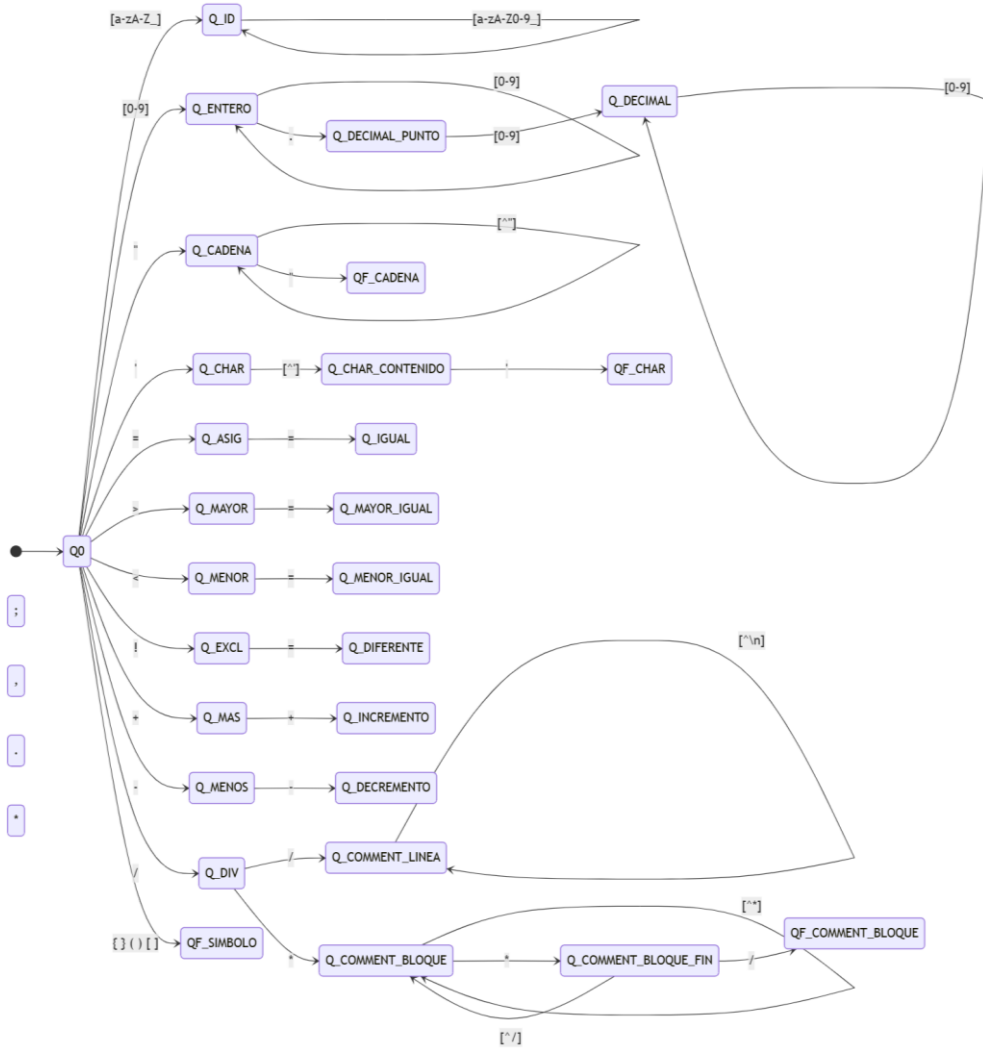 [a-zA-Z_] Q_ID [a-zA-Z0-9_]
[0-9]
Q_DECIMAL [0-9]
[0-9] Q_ENTERO
. Q_DECIMAL_PUNTO [0-9]
[^"]
" Q_CADENA
" QF_CADENA
' Q_CHAR [^'] Q_CHAR_CONTENIDO ' QF_CHAR
= Q_ASIG = Q_IGUAL
> Q_MAYOR = Q_MAYOR_IGUAL
Q0
< Q_MENOR = Q_MENOR_IGUAL
;
! Q_EXCL = Q_DIFERENTE
[^\n]
,
+ Q_MAS + Q_INCREMENTO
.
- Q_MENOS - Q_DECREMENTO
*
/ Q_COMMENT_LINEA
/ Q_DIV
[^*]
QF_COMMENT_BLOQUE
[ ] ( ) [ ] QF_SIMBOLO
* Q_COMMENT_BLOQUE * Q_COMMENT_BLOQUE_FIN /
[^/]